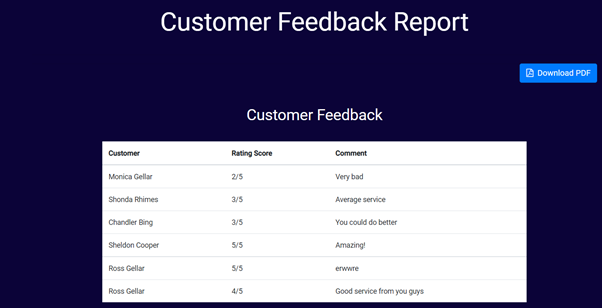 Customer Feedback Report
Download PDF
Customer Feedback
Customer Rating Score Comment
Monica Gellar 2/5 Very bad
Shonda Rhimes 3/5 Average service
Chandler Bing 3/5 You could do better
Sheldon Cooper 5/5 Amazing!
Ross Gellar 5/5 erwwre
Ross Gellar 4/5 Good service from you guys